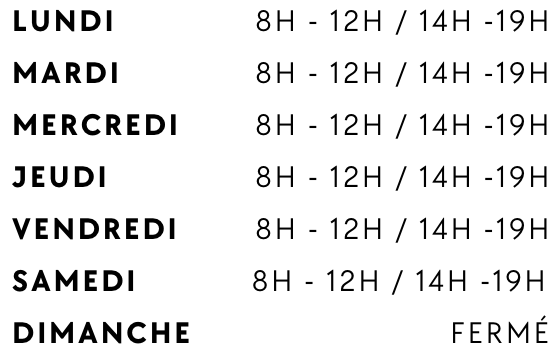 LUNDI 8H - 12H / 14H -19H
MARDI 8H - 12H / 14H -19H
MERCREDI 8H - 12H / 14H -19H
JEUDI 8H - 12H / 14H -19H
VENDREDI 8H - 12H / 14H -19H
SAMEDI 8H - 12H / 14H -19H
DIMANCHE FERMÉ